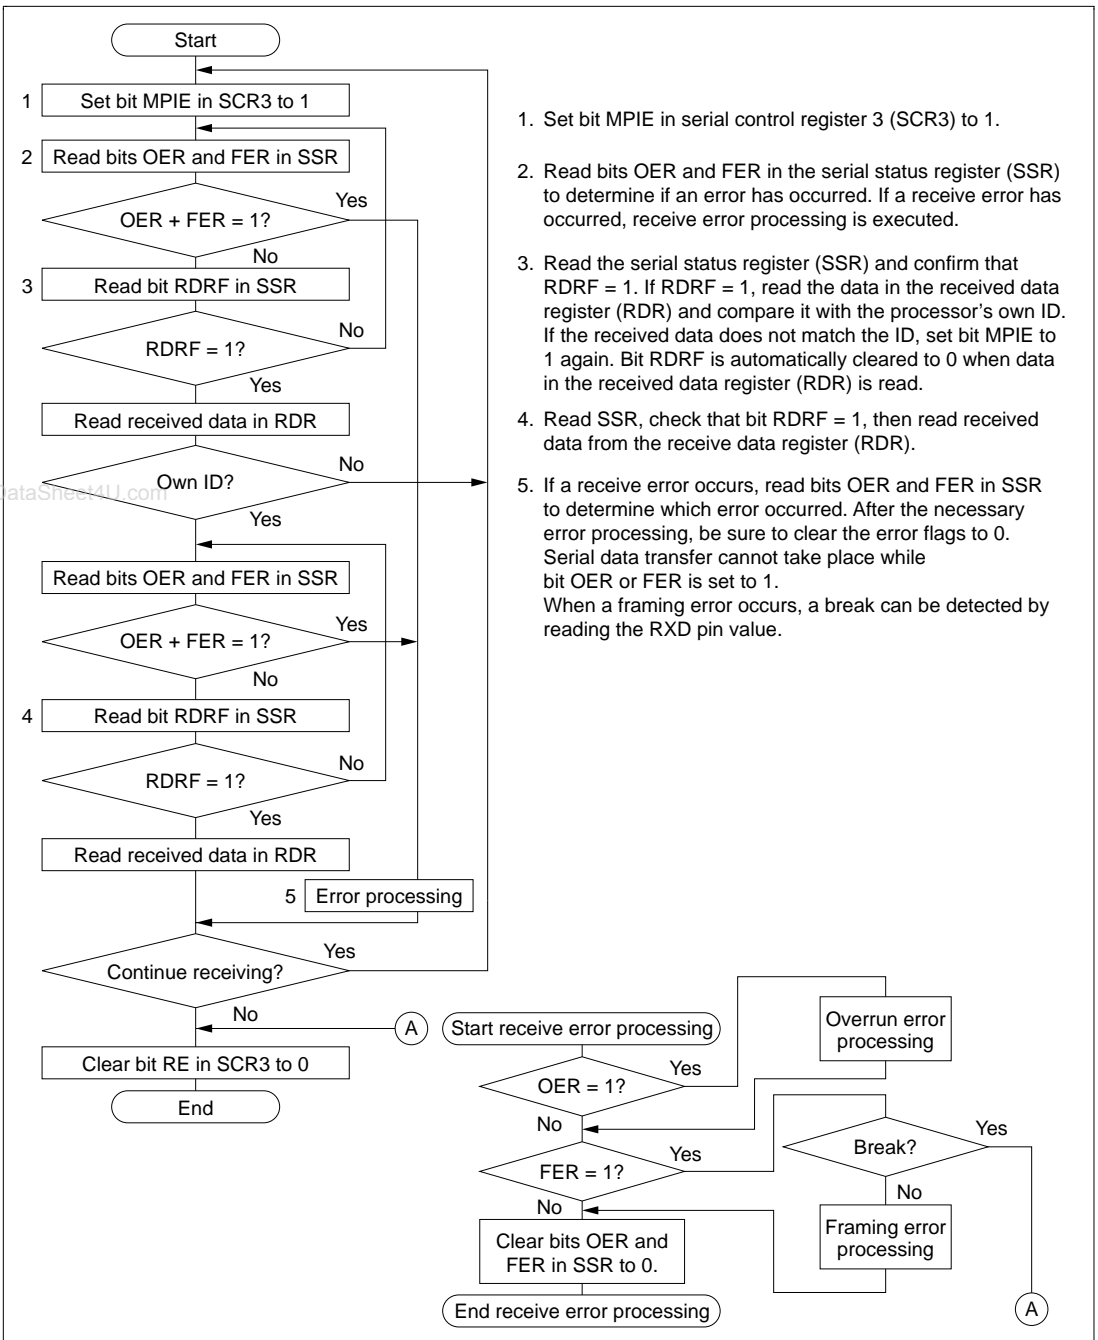 Start
1 Set bit MPIE in SCR3 to 1
2 Read bits OER and FER in SSR
Yes
OER + FER = 1?
No
3 Read bit RDRF in SSR
No
RDRF = 1?
Yes
Read received data in RDR
No
Own ID?
DataSheet4U.com
Yes
Read bits OER and FER in SSR
Yes
OER + FER = 1?
No
4 Read bit RDRF in SSR
No
RDRF = 1?
Yes
Read received data in RDR
5 Error processing
Yes
Continue receiving?
No
A
Clear bit RE in SCR3 to 0
End
1. Set bit MPIE in serial control register 3 (SCR3) to 1.
2. Read bits OER and FER in the serial status register (SSR)
to determine if an error has occurred. If a receive error has
occurred, receive error processing is executed.
3. Read the serial status register (SSR) and confirm that
RDRF = 1. If RDRF = 1, read the data in the received data
register (RDR) and compare it with the processor's own ID.
If the received data does not match the ID, set bit MPIE to
1 again. Bit RDRF is automatically cleared to 0 when data
in the received data register (RDR) is read.
4. Read SSR, check that bit RDRF = 1, then read received
data from the receive data register (RDR).
5. If a receive error occurs, read bits OER and FER in SSR
to determine which error occurred. After the necessary
error processing, be sure to clear the error flags to 0.
Serial data transfer cannot take place while
bit OER or FER is set to 1.
When a framing error occurs, a break can be detected by
reading the RXD pin value.
Start receive error processing
Yes
OER = 1?
No
Overrun error
processing
Yes
FER = 1?
No
Yes
Break?
No
Framing error
processing
Clear bits OER and
FER in SSR to 0.
End receive error processing
A